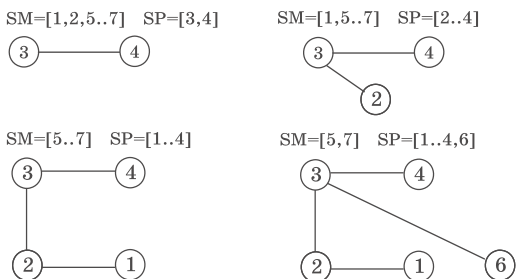 SM=[1,2,5..7] SP=[3,4]
3 4
SM=[1,5..7] SP=[2..4]
3 4
2
SM=[5..7] SP=[1..4]
3 4
2 1
SM=[5,7] SP=[1..4,6]
3 4
2 1 6